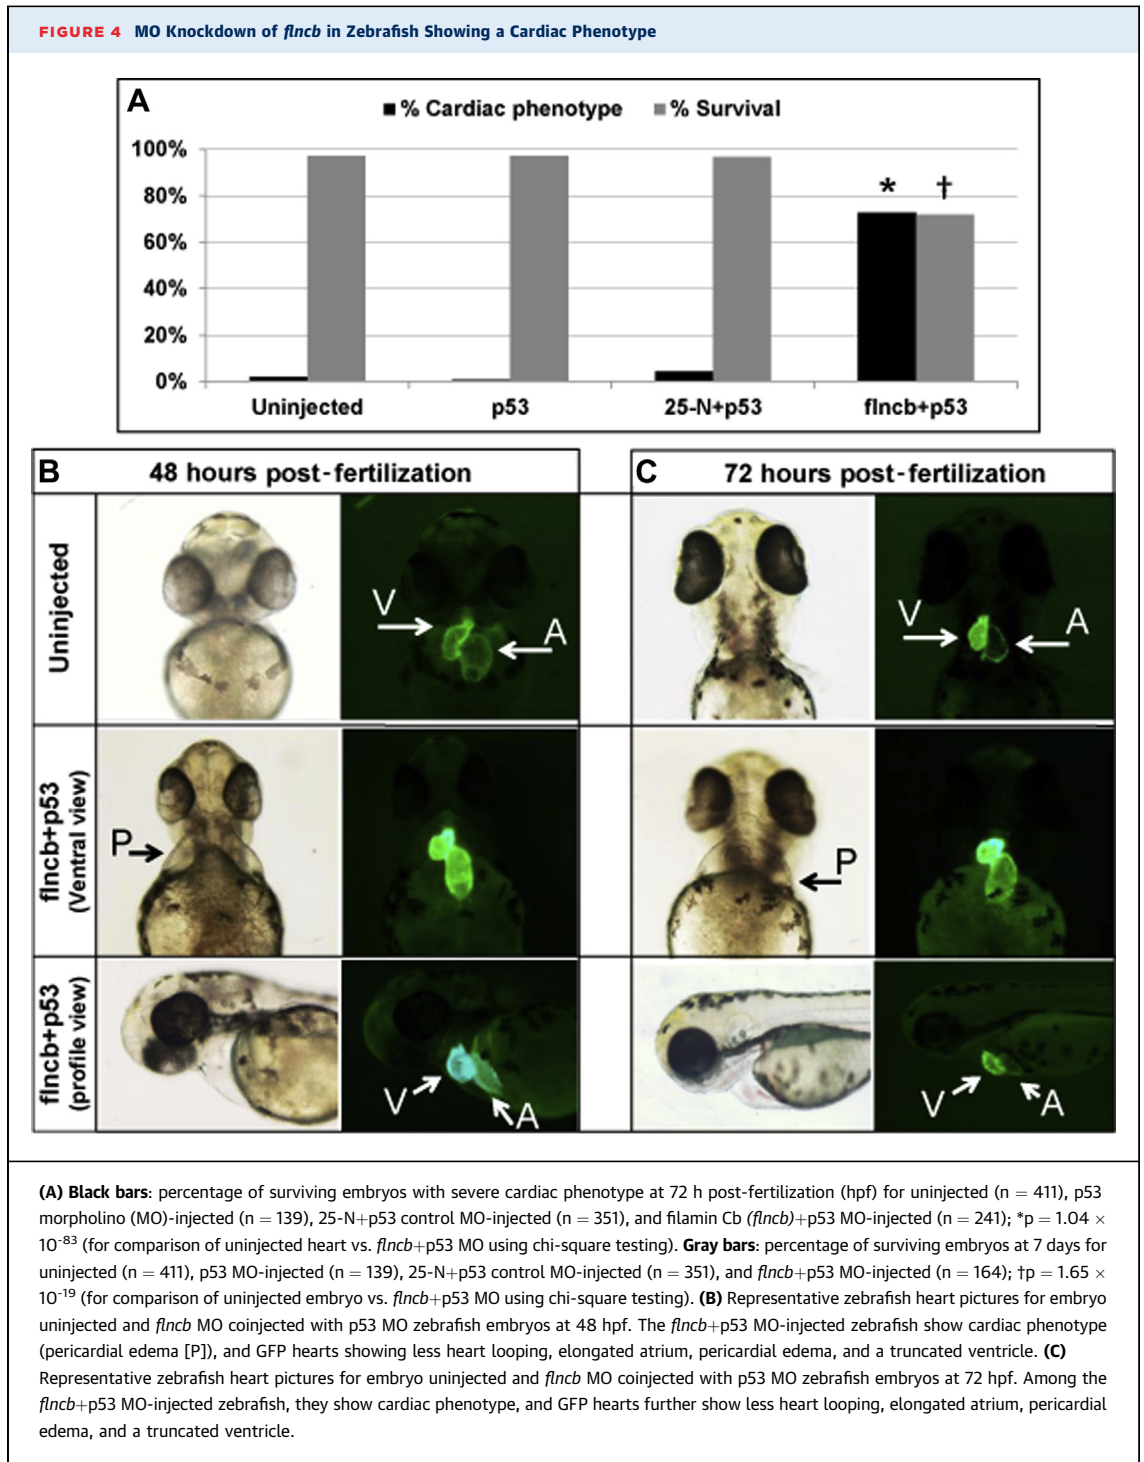 FIGURE 4 MO Knockdown of flncb in Zebrafish Showing a Cardiac Phenotype
A
% Cardiac phenotype % Survival
100%
80%
60%
40%
20%
0%
* †
Uninjected p53 25-N+p53 flncb+p53
B 48 hours post-fertilization
C 72 hours post-fertilization
Uninjected
V
A
V
A
flncb+p53
(Ventral view)
P
P
flncb+p53
(profile view)
V
A
V
A
(A) Black bars: percentage of surviving embryos with severe cardiac phenotype at 72 h post-fertilization (hpf) for uninjected (n = 411), p53
morpholino (MO)-injected (n = 139), 25-N+p53 control MO-injected (n = 351), and filamin Cb (flncb)+p53 MO-injected (n = 241); *p = 1.04 ×
10-83 (for comparison of uninjected heart vs. flncb+p53 MO using chi-square testing). Gray bars: percentage of surviving embryos at 7 days for
uninjected (n = 411), p53 MO-injected (n = 139), 25-N+p53 control MO-injected (n = 351), and flncb+p53 MO-injected (n = 164); †p = 1.65 ×
10-19 (for comparison of uninjected embryo vs. flncb+p53 MO using chi-square testing). (B) Representative zebrafish heart pictures for embryo
uninjected and flncb MO coinjected with p53 MO zebrafish embryos at 48 hpf. The flncb+p53 MO-injected zebrafish show cardiac phenotype
(pericardial edema [P]), and GFP hearts showing less heart looping, elongated atrium, pericardial edema, and a truncated ventricle. (C)
Representative zebrafish heart pictures for embryo uninjected and flncb MO coinjected with p53 MO zebrafish embryos at 72 hpf. Among the
flncb+p53 MO-injected zebrafish, they show cardiac phenotype, and GFP hearts further show less heart looping, elongated atrium, pericardial
edema, and a truncated ventricle.